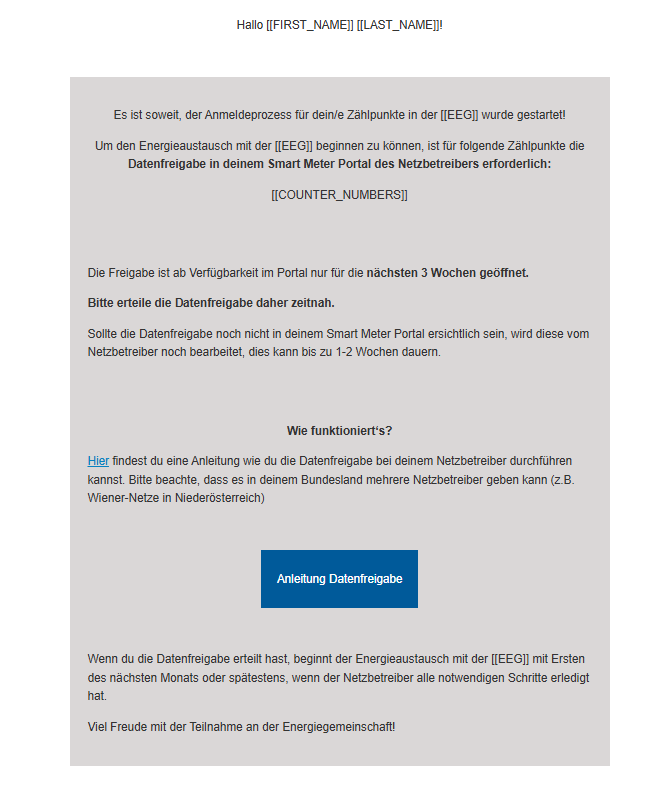 Hallo [[FIRST_NAME]] [[LAST_NAME]]!
Es ist soweit, der Anmeldeprozess für dein/e Zählpunkte in der [[EEG]] wurde gestartet!
Um den Energieaustausch mit der [[EEG]] beginnen zu können, ist für folgende Zählpunkte die
Datenfreigabe in deinem Smart Meter Portal des Netzbetreibers erforderlich:
[[COUNTER_NUMBERS]]
Die Freigabe ist ab Verfügbarkeit im Portal nur für die nächsten 3 Wochen geöffnet.
Bitte erteile die Datenfreigabe daher zeitnah.
Sollte die Datenfreigabe noch nicht in deinem Smart Meter Portal ersichtlich sein, wird diese vom
Netzbetreiber noch bearbeitet, dies kann bis zu 1-2 Wochen dauern.
Wie funktioniert‘s?
Hier findest du eine Anleitung wie du die Datenfreigabe bei deinem Netzbetreiber durchführen
kannst. Bitte beachte, dass es in deinem Bundesland mehrere Netzbetreiber geben kann (z.B.
Wiener-Netze in Niederösterreich)
Anleitung Datenfreigabe
Wenn du die Datenfreigabe erteilt hast, beginnt der Energieaustausch mit der [[EEG]] mit Ersten
des nächsten Monats oder spätestens, wenn der Netzbetreiber alle notwendigen Schritte erledigt
hat.
Viel Freude mit der Teilnahme an der Energiegemeinschaft!